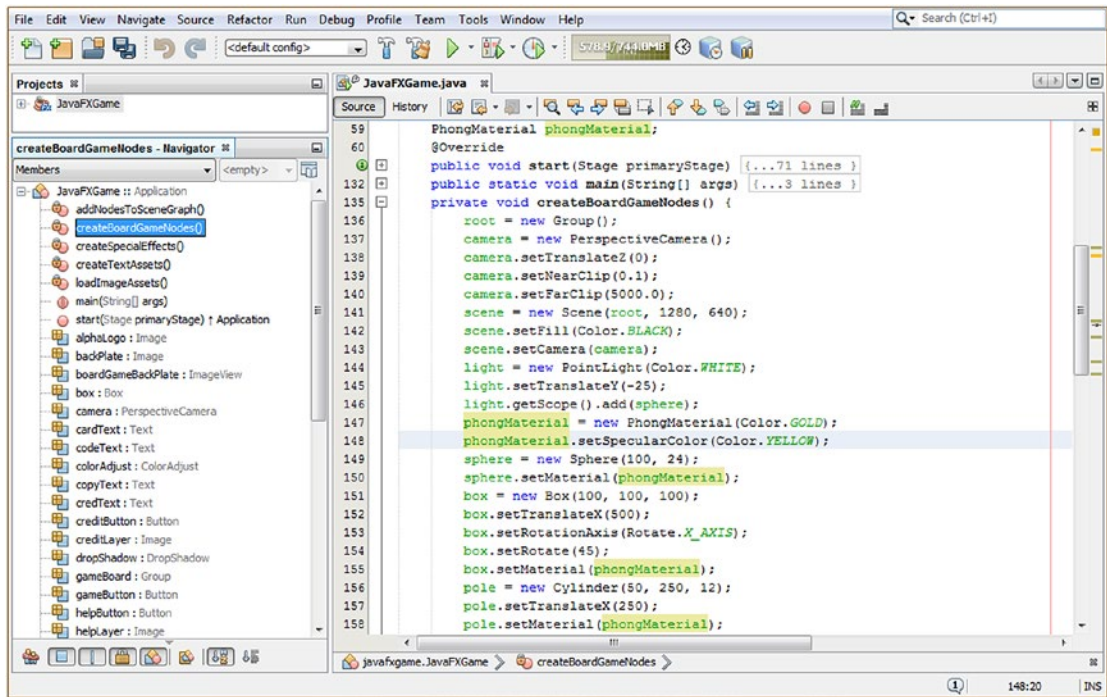 File Edit View Navigate Source Refactor Run Debug Profile Team Tools Window Help
Search (Ctrl+I)
<default config>
578.9/744.0MB
Projects
JavaFXGame
createBoardGameNodes - Navigator
Members
<empty>
JavaFXGame :: Application
addNodesToSceneGraph()
createBoardGameNodes()
createSpecialEffects()
createTextAssets()
loadImageAssets()
main(String[] args)
start(Stage primaryStage) ↑ Application
alphaLogo : Image
backPlate : Image
boardGameBackPlate : ImageView
box : Box
camera : PerspectiveCamera
cardText : Text
codeText : Text
colorAdjust : ColorAdjust
copyText : Text
credText : Text
creditButton : Button
creditLayer : Image
dropShadow : DropShadow
gameBoard : Group
gameButton : Button
helpButton : Button
helpLayer : Image
JavaFXGame.java
Source History
59 PhongMaterial phongMaterial;
60 @Override
public void start(Stage primaryStage) {...71 lines }
132 public static void main(String[] args) {...3 lines }
135 private void createBoardGameNodes() {
136 root = new Group();
137 camera = new PerspectiveCamera();
138 camera.setTranslateZ(0);
139 camera.setNearClip(0.1);
140 camera.setFarClip(5000.0);
141 scene = new Scene(root, 1280, 640);
142 scene.setFill(Color.BLACK);
143 scene.setCamera(camera);
144 light = new PointLight(Color.WHITE);
145 light.setTranslateY(-25);
146 light.getScope().add(sphere);
147 phongMaterial = new PhongMaterial(Color.GOLD);
148 phongMaterial.setSpecularColor(Color.YELLOW);
149 sphere = new Sphere(100, 24);
150 sphere.setMaterial(phongMaterial);
151 box = new Box(100, 100, 100);
152 box.setTranslateX(500);
153 box.setRotationAxis(Rotate.X_AXIS);
154 box.setRotate(45);
155 box.setMaterial(phongMaterial);
156 pole = new Cylinder(50, 250, 12);
157 pole.setTranslateX(250);
158 pole.setMaterial(phongMaterial);
javafxgame.JavaFXGame
createBoardGameNodes
1
148:20
INS